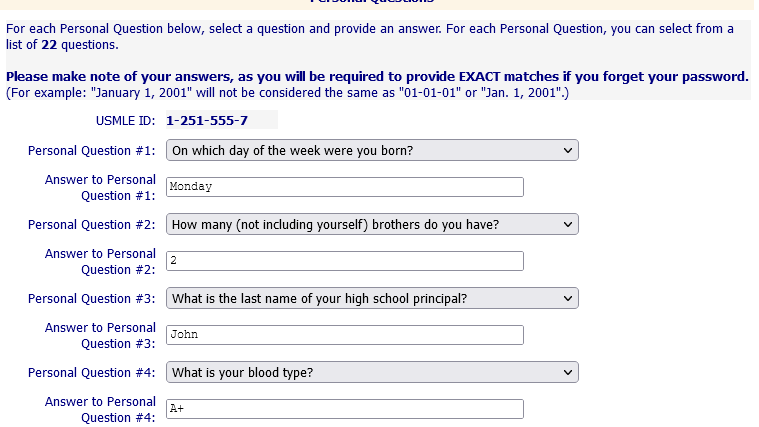 Personal Questions
For each Personal Question below, select a question and provide an answer. For each Personal Question, you can select from a
list of 22 questions.
Please make note of your answers, as you will be required to provide EXACT matches if you forget your password.
(For example: "January 1, 2001" will not be considered the same as "01-01-01" or "Jan. 1, 2001".)
USMLE ID: 1-251-555-7
Personal Question #1: On which day of the week were you born?
Answer to Personal
Question #1: Monday
Personal Question #2: How many (not including yourself) brothers do you have?
Answer to Personal
Question #2: 2
Personal Question #3: What is the last name of your high school principal?
Answer to Personal
Question #3: John
Personal Question #4: What is your blood type?
Answer to Personal
Question #4: A+